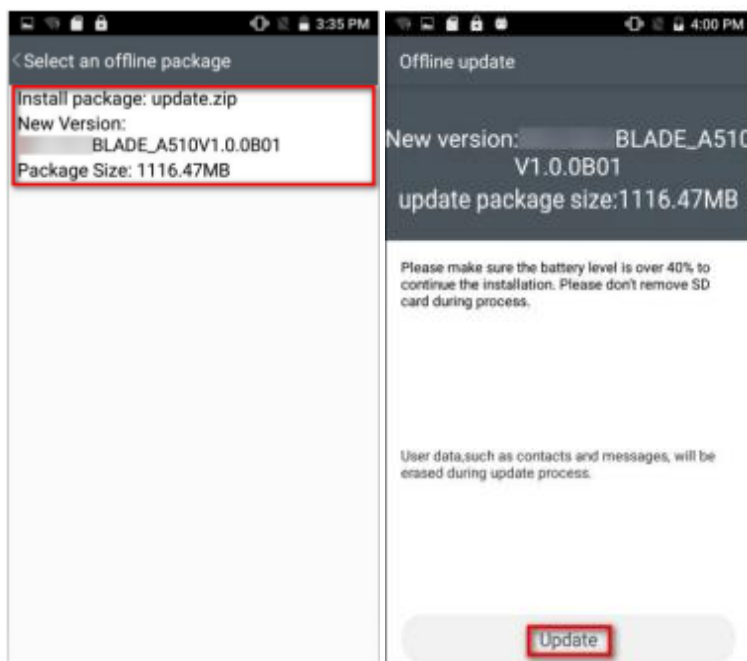 3:35 PM
<Select an offline package
Install package: update.zip
New Version:
BLADE_A510V1.0.0B01
Package Size: 1116.47MB
4:00 PM
Offline update
New version: BLADE_A510
V1.0.0B01
update package size:1116.47MB
Please make sure the battery level is over 40% to
continue the installation. Please don't remove SD
card during process.
User data,such as contacts and messages, will be
erased during update process.
Update